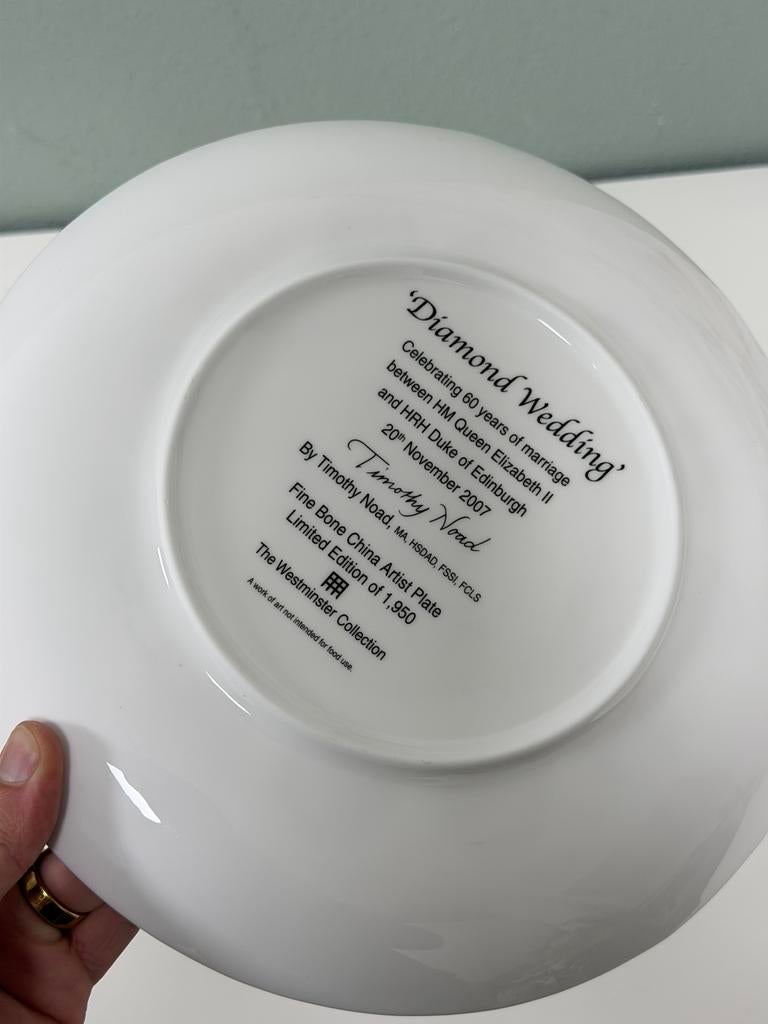 ‘Diamond Wedding’
Celebrating 60 years of marriage
between HM Queen Elizabeth II
and HRH Duke of Edinburgh
20th November 2007
Timothy Noad
By Timothy Noad, MA, HSDAD, FSSI, FCLS
Fine Bone China Artist Plate
Limited Edition of 1,950
The Westminster Collection
A work of art not intended for food use.